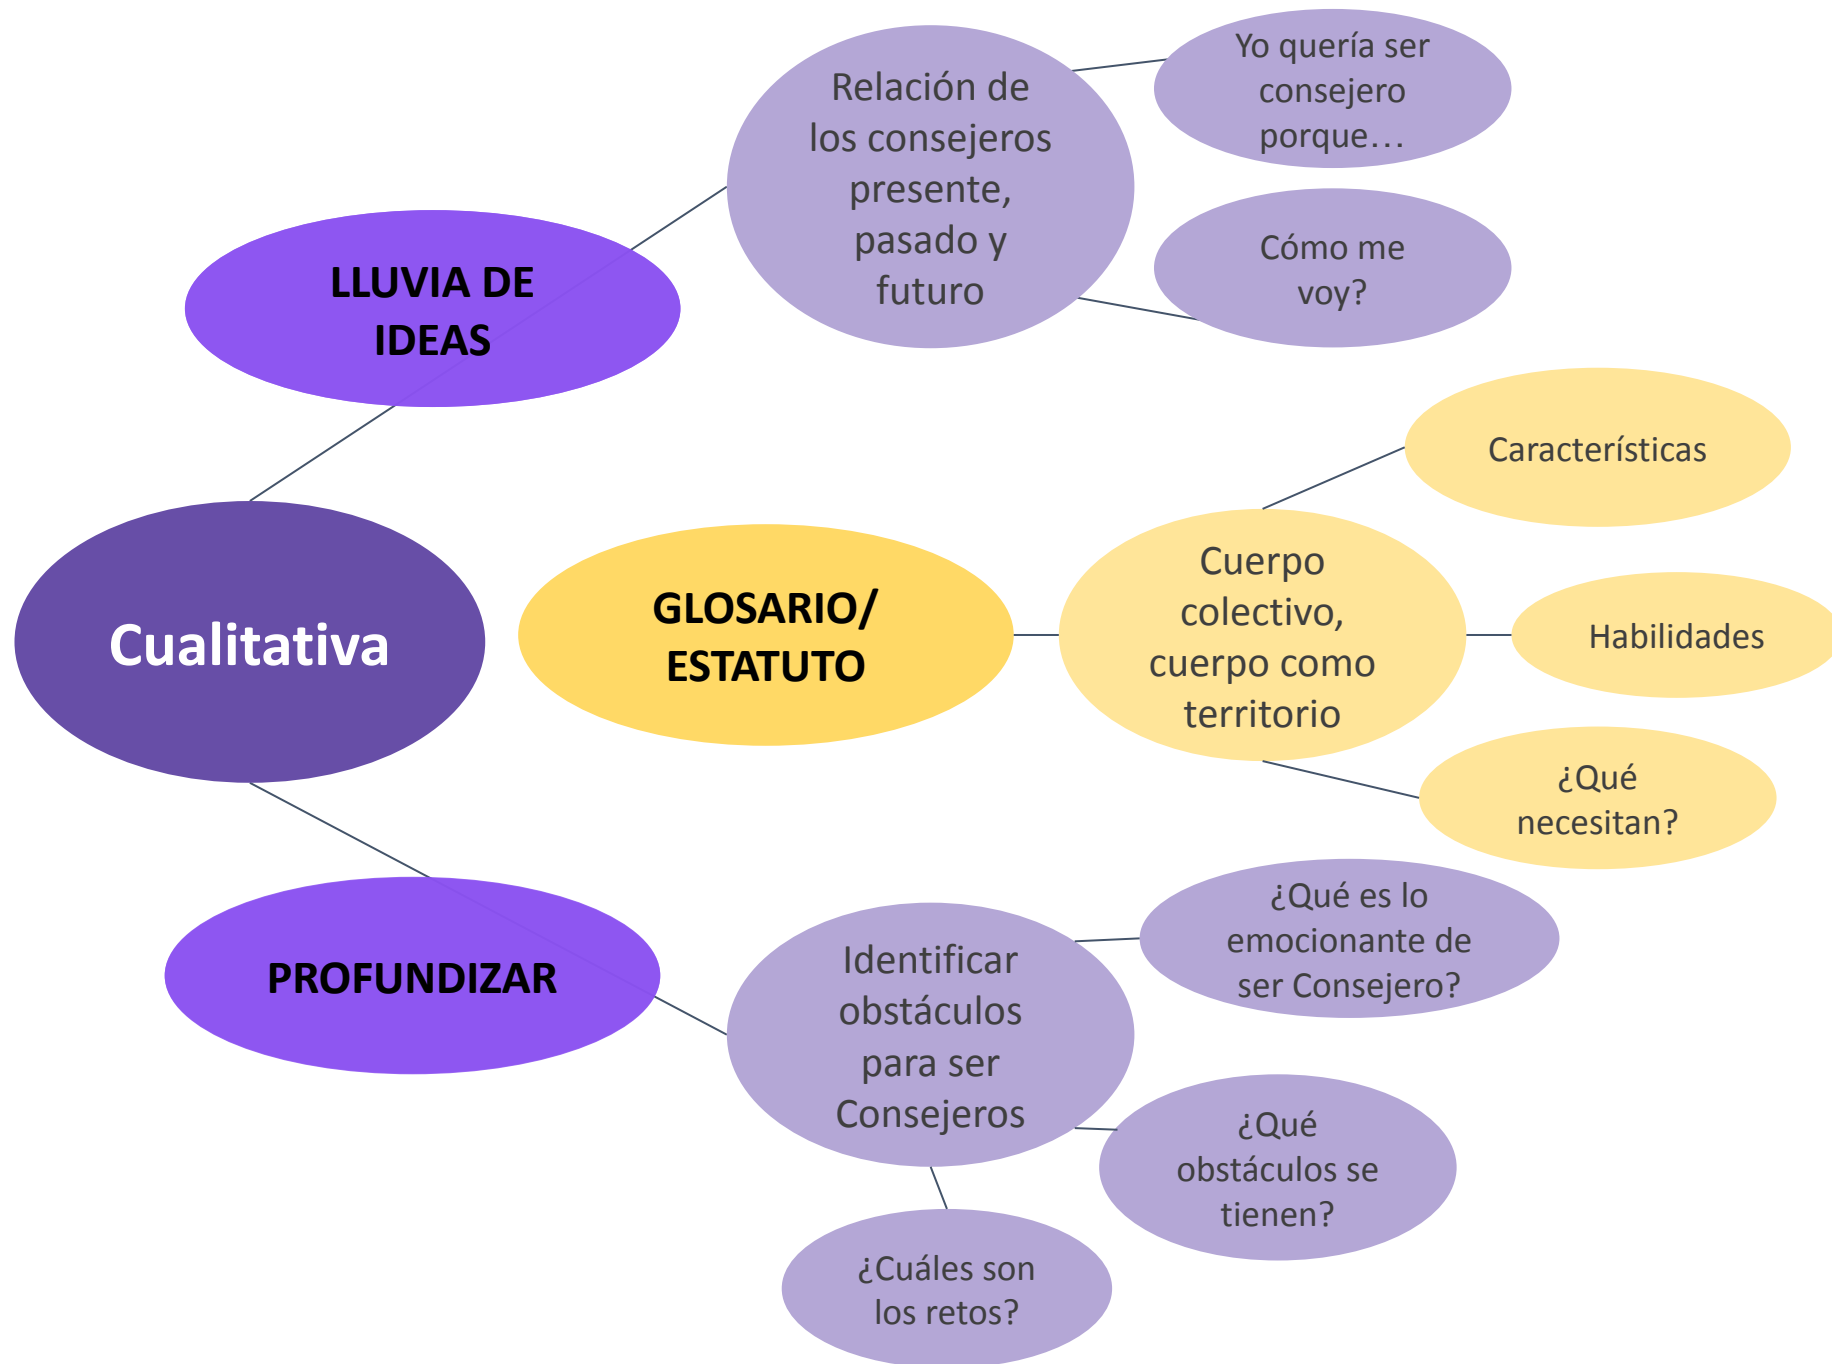 Yo quería ser
consejero
porque…
Relación de
los consejeros
presente,
pasado y
futuro
Cómo me
voy?
LLUVIA DE
IDEAS
Características
Cuerpo
colectivo,
cuerpo como
territorio
GLOSARIO/
ESTATUTO
Habilidades
Cualitativa
¿Qué
necesitan?
¿Qué es lo
emocionante de
ser Consejero?
PROFUNDIZAR
Identificar
obstáculos
para ser
Consejeros
¿Qué
obstáculos se
tienen?
¿Cuáles son
los retos?